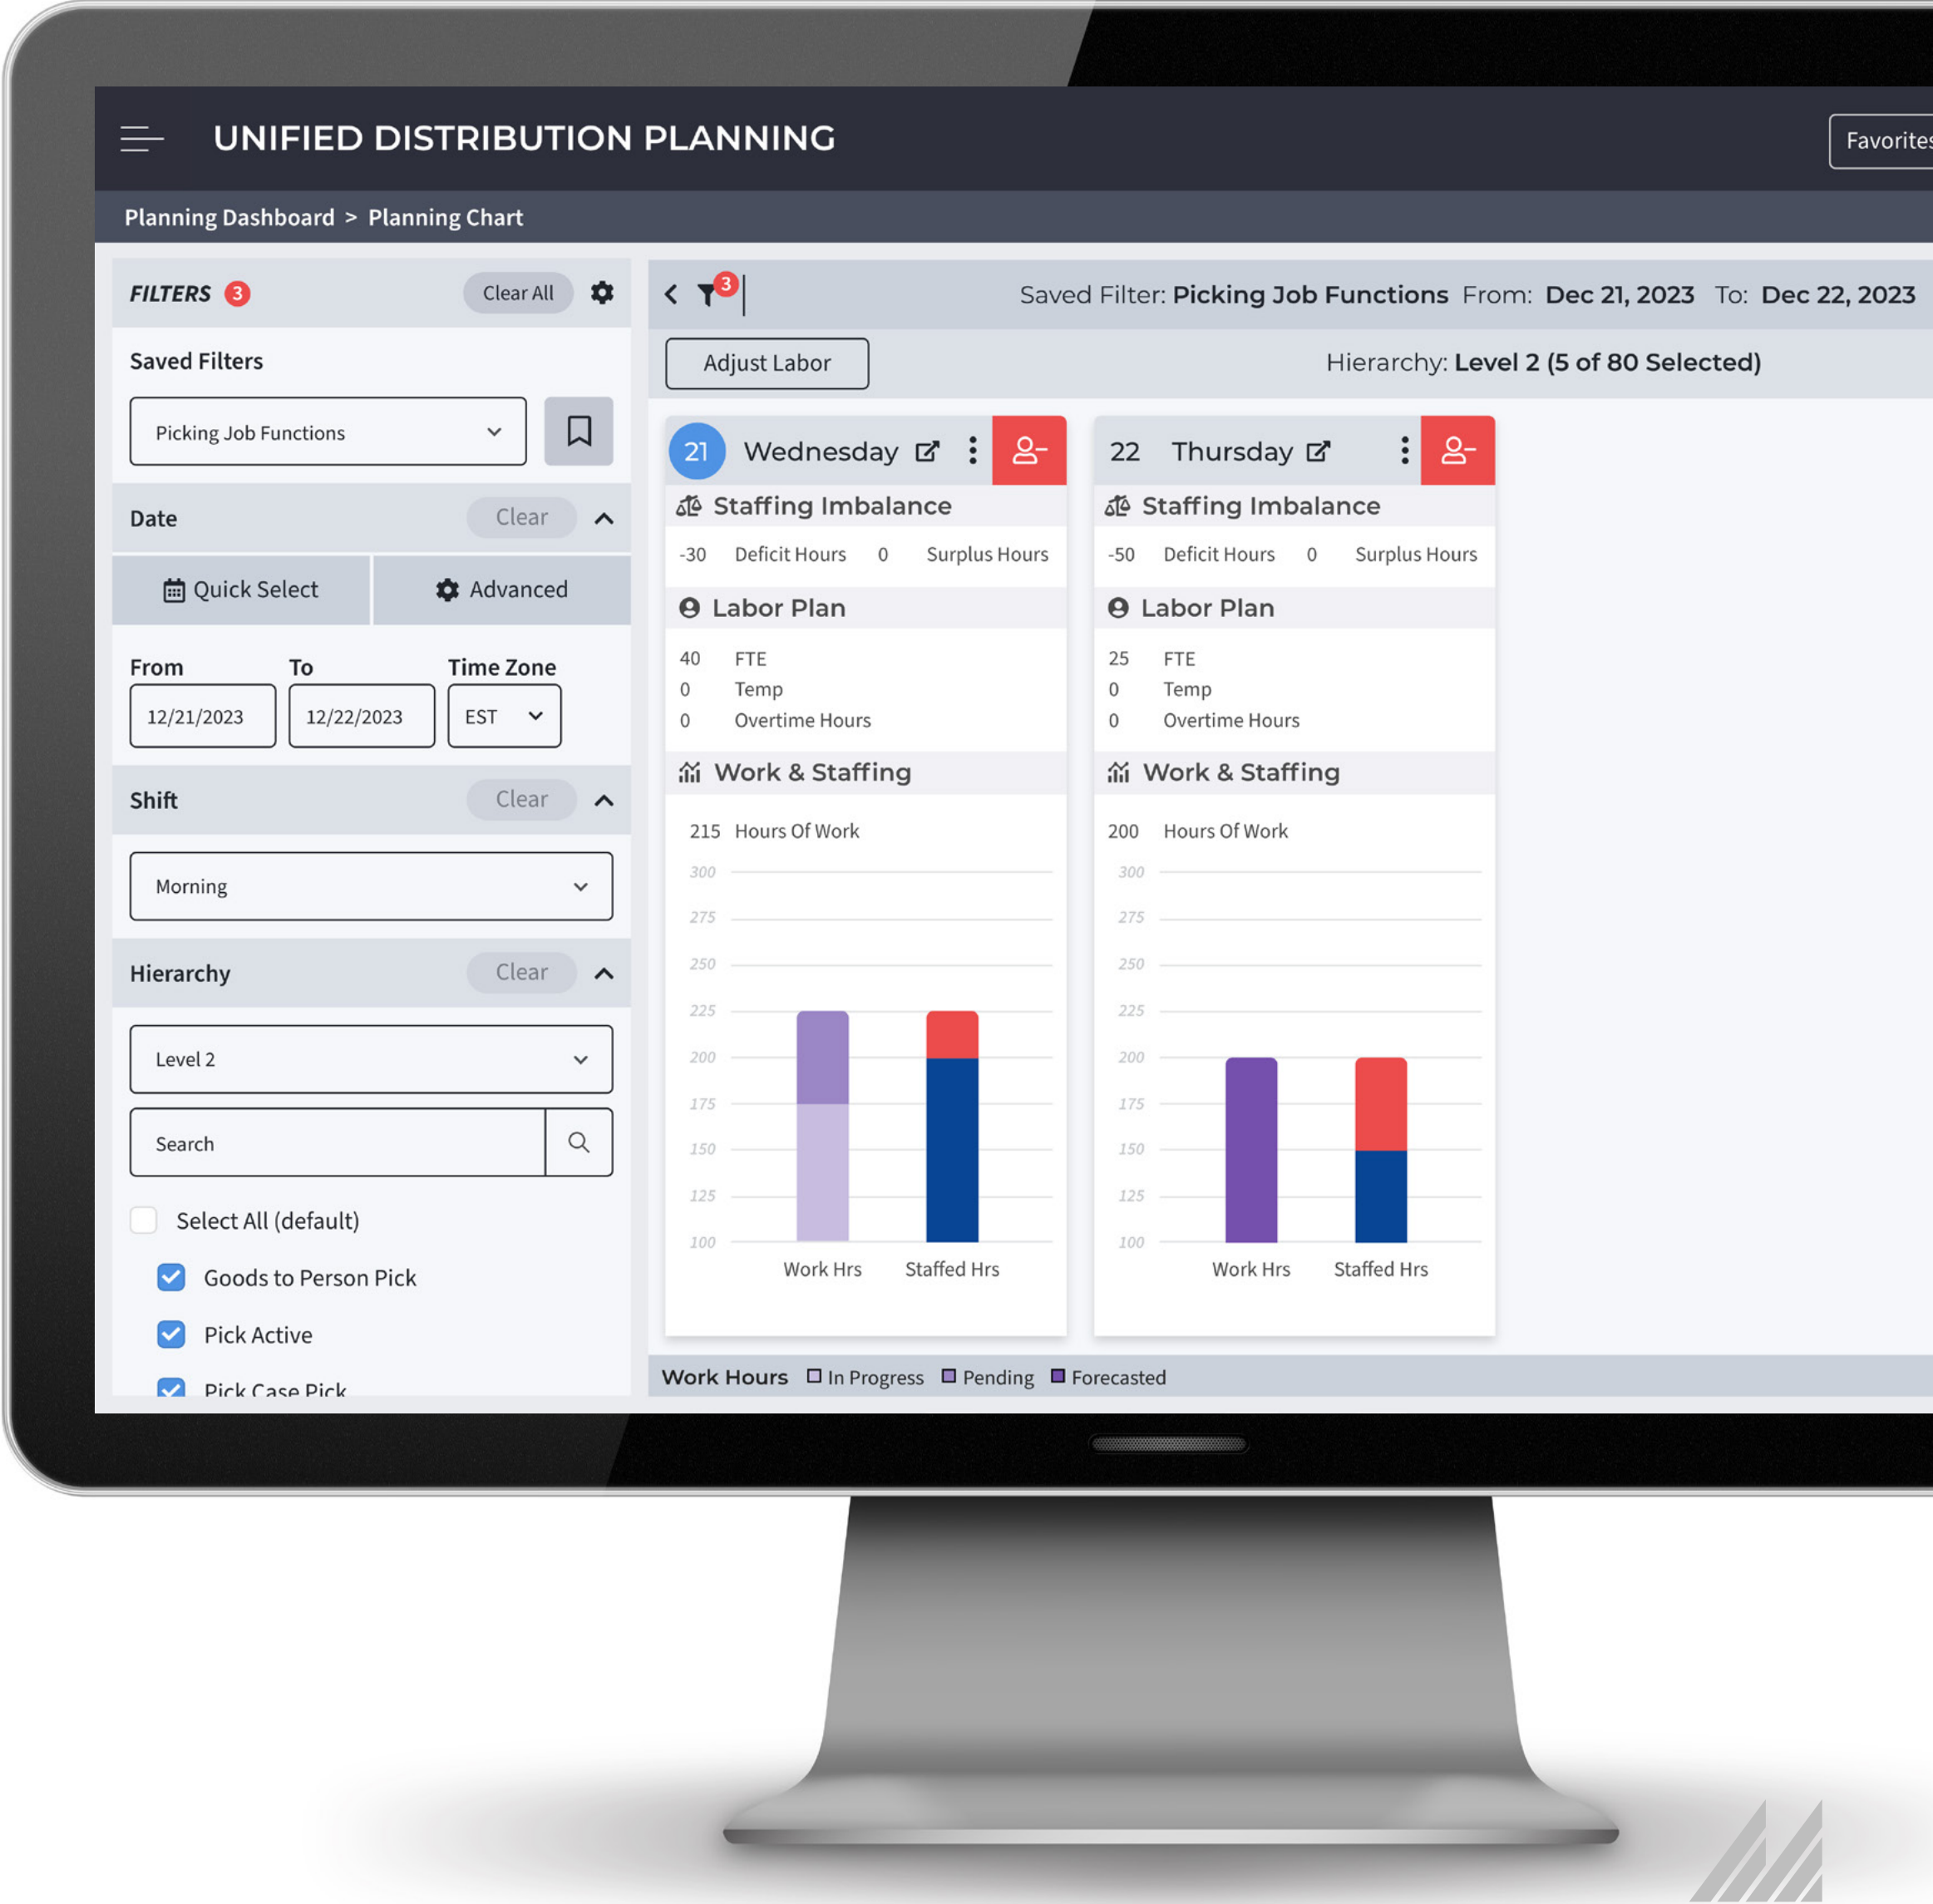 UNIFIED DISTRIBUTION PLANNING
Favorites
Planning Dashboard > Planning Chart
FILTERS 3
Clear All
Saved Filters
Picking Job Functions
Date
Clear
Quick Select
Advanced
From To Time Zone
12/21/2023 12/22/2023 EST
Shift
Clear
Morning
Hierarchy
Clear
Level 2
Search
Select All (default)
Goods to Person Pick
Pick Active
Pick Case Pick
3
Saved Filter: Picking Job Functions From: Dec 21, 2023 To: Dec 22, 2023
Adjust Labor
Hierarchy: Level 2 (5 of 80 Selected)
21 Wednesday
Staffing Imbalance
-30 Deficit Hours 0 Surplus Hours
Labor Plan
40 FTE
0 Temp
0 Overtime Hours
Work & Staffing
215 Hours Of Work
300
275
250
225
200
175
150
125
100
Work Hrs Staffed Hrs
22 Thursday
Staffing Imbalance
-50 Deficit Hours 0 Surplus Hours
Labor Plan
25 FTE
0 Temp
0 Overtime Hours
Work & Staffing
200 Hours Of Work
300
275
250
225
200
175
150
125
100
Work Hrs Staffed Hrs
Work Hours In Progress Pending Forecasted